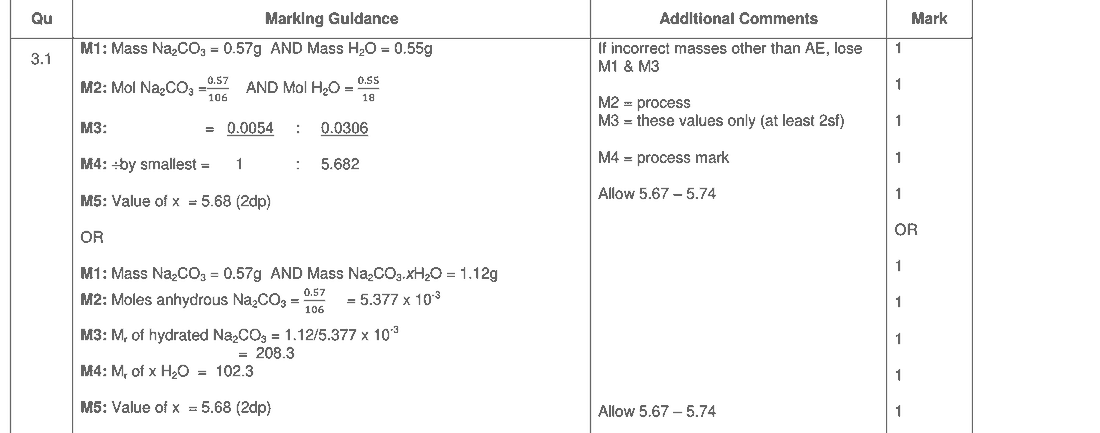 Qu Marking Guidance Additional Comments Mark
3.1
M1: Mass Na₂CO₃ = 0.57g AND Mass H₂O = 0.55g
If incorrect masses other than AE, lose
M1 & M3
1
M2: Mol Na₂CO₃ = 0.57/106 AND Mol H₂O = 0.55/18
M2 = process
1
M3: = 0.0054 : 0.0306
M3 = these values only (at least 2sf)
1
M4: ÷by smallest = 1 : 5.682
M4 = process mark
1
M5: Value of x = 5.68 (2dp)
Allow 5.67 – 5.74
1
OR
OR
M1: Mass Na₂CO₃ = 0.57g AND Mass Na₂CO₃.xH₂O = 1.12g
1
M2: Moles anhydrous Na₂CO₃ = 0.57/106 = 5.377 x 10⁻³
1
M3: Mᵣ of hydrated Na₂CO₃ = 1.12/5.377 x 10⁻³
= 208.3
1
M4: Mᵣ of x H₂O = 102.3
1
M5: Value of x = 5.68 (2dp)
Allow 5.67 – 5.74
1